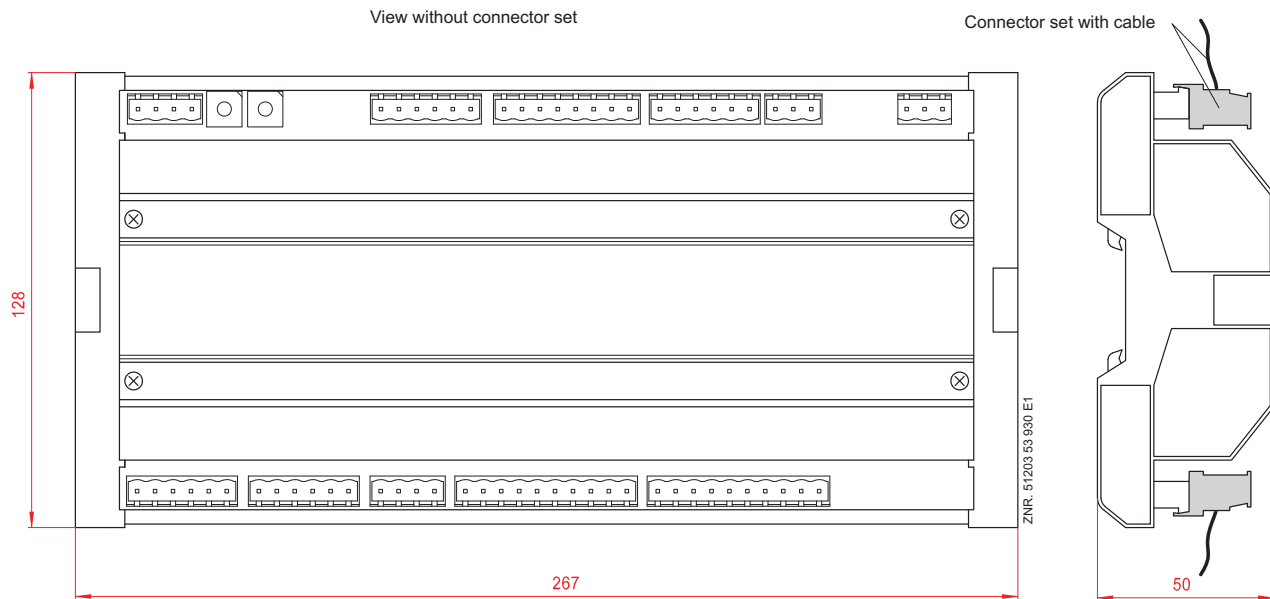 View without connector set
Connector set with cable
128
ZNR. 51203 53 930 E1
267
50